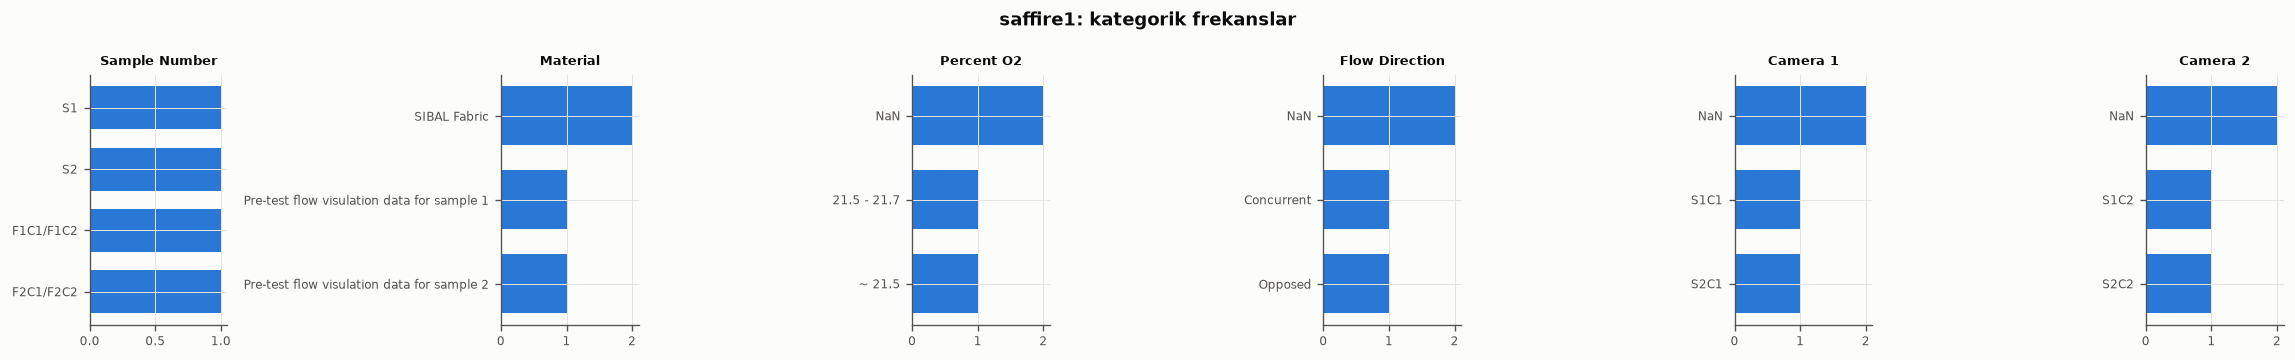 saffire1: kategorik frekanslar
Sample Number
S1
S2
F1C1/F1C2
F2C1/F2C2
0.0 0.5 1.0
Material
SIBAL Fabric
Pre-test flow visulation data for sample 1
Pre-test flow visulation data for sample 2
0 1 2
Percent O2
NaN
21.5 - 21.7
~ 21.5
0 1 2
Flow Direction
NaN
Concurrent
Opposed
0 1 2
Camera 1
NaN
S1C1
S2C1
0 1 2
Camera 2
NaN
S1C2
S2C2
0 1 2